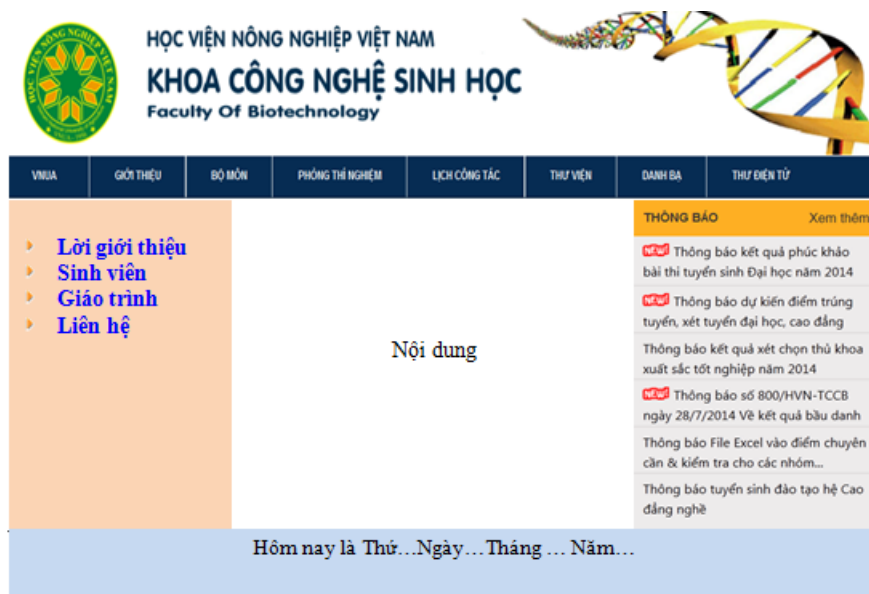 HỌC VIỆN NÔNG NGHIỆP VIỆT NAM
HỌC VIỆN NÔNG NGHIỆP VIỆT NAM
KHOA CÔNG NGHỆ SINH HỌC
Faculty Of Biotechnology
VNUA
GIỚI THIỆU
BỘ MÔN
PHÒNG THÍ NGHIỆM
LỊCH CÔNG TÁC
THƯ VIỆN
DANH BẠ
THƯ ĐIỆN TỬ
Lời giới thiệu
Sinh viên
Giáo trình
Liên hệ
Nội dung
THÔNG BÁO Xem thêm
NEW! Thông báo kết quả phúc khảo
bài thi tuyển sinh Đại học năm 2014
NEW! Thông báo dự kiến điểm trúng
tuyển, xét tuyển đại học, cao đẳng
Thông báo kết quả xét chọn thủ khoa
xuất sắc tốt nghiệp năm 2014
NEW! Thông báo số 800/HVN-TCCB
ngày 28/7/2014 Về kết quả bầu danh
Thông báo File Excel vào điểm chuyên
cần & kiểm tra cho các nhóm...
Thông báo tuyển sinh đào tạo hệ Cao
đẳng nghề
Hôm nay là Thứ...Ngày...Tháng ... Năm...